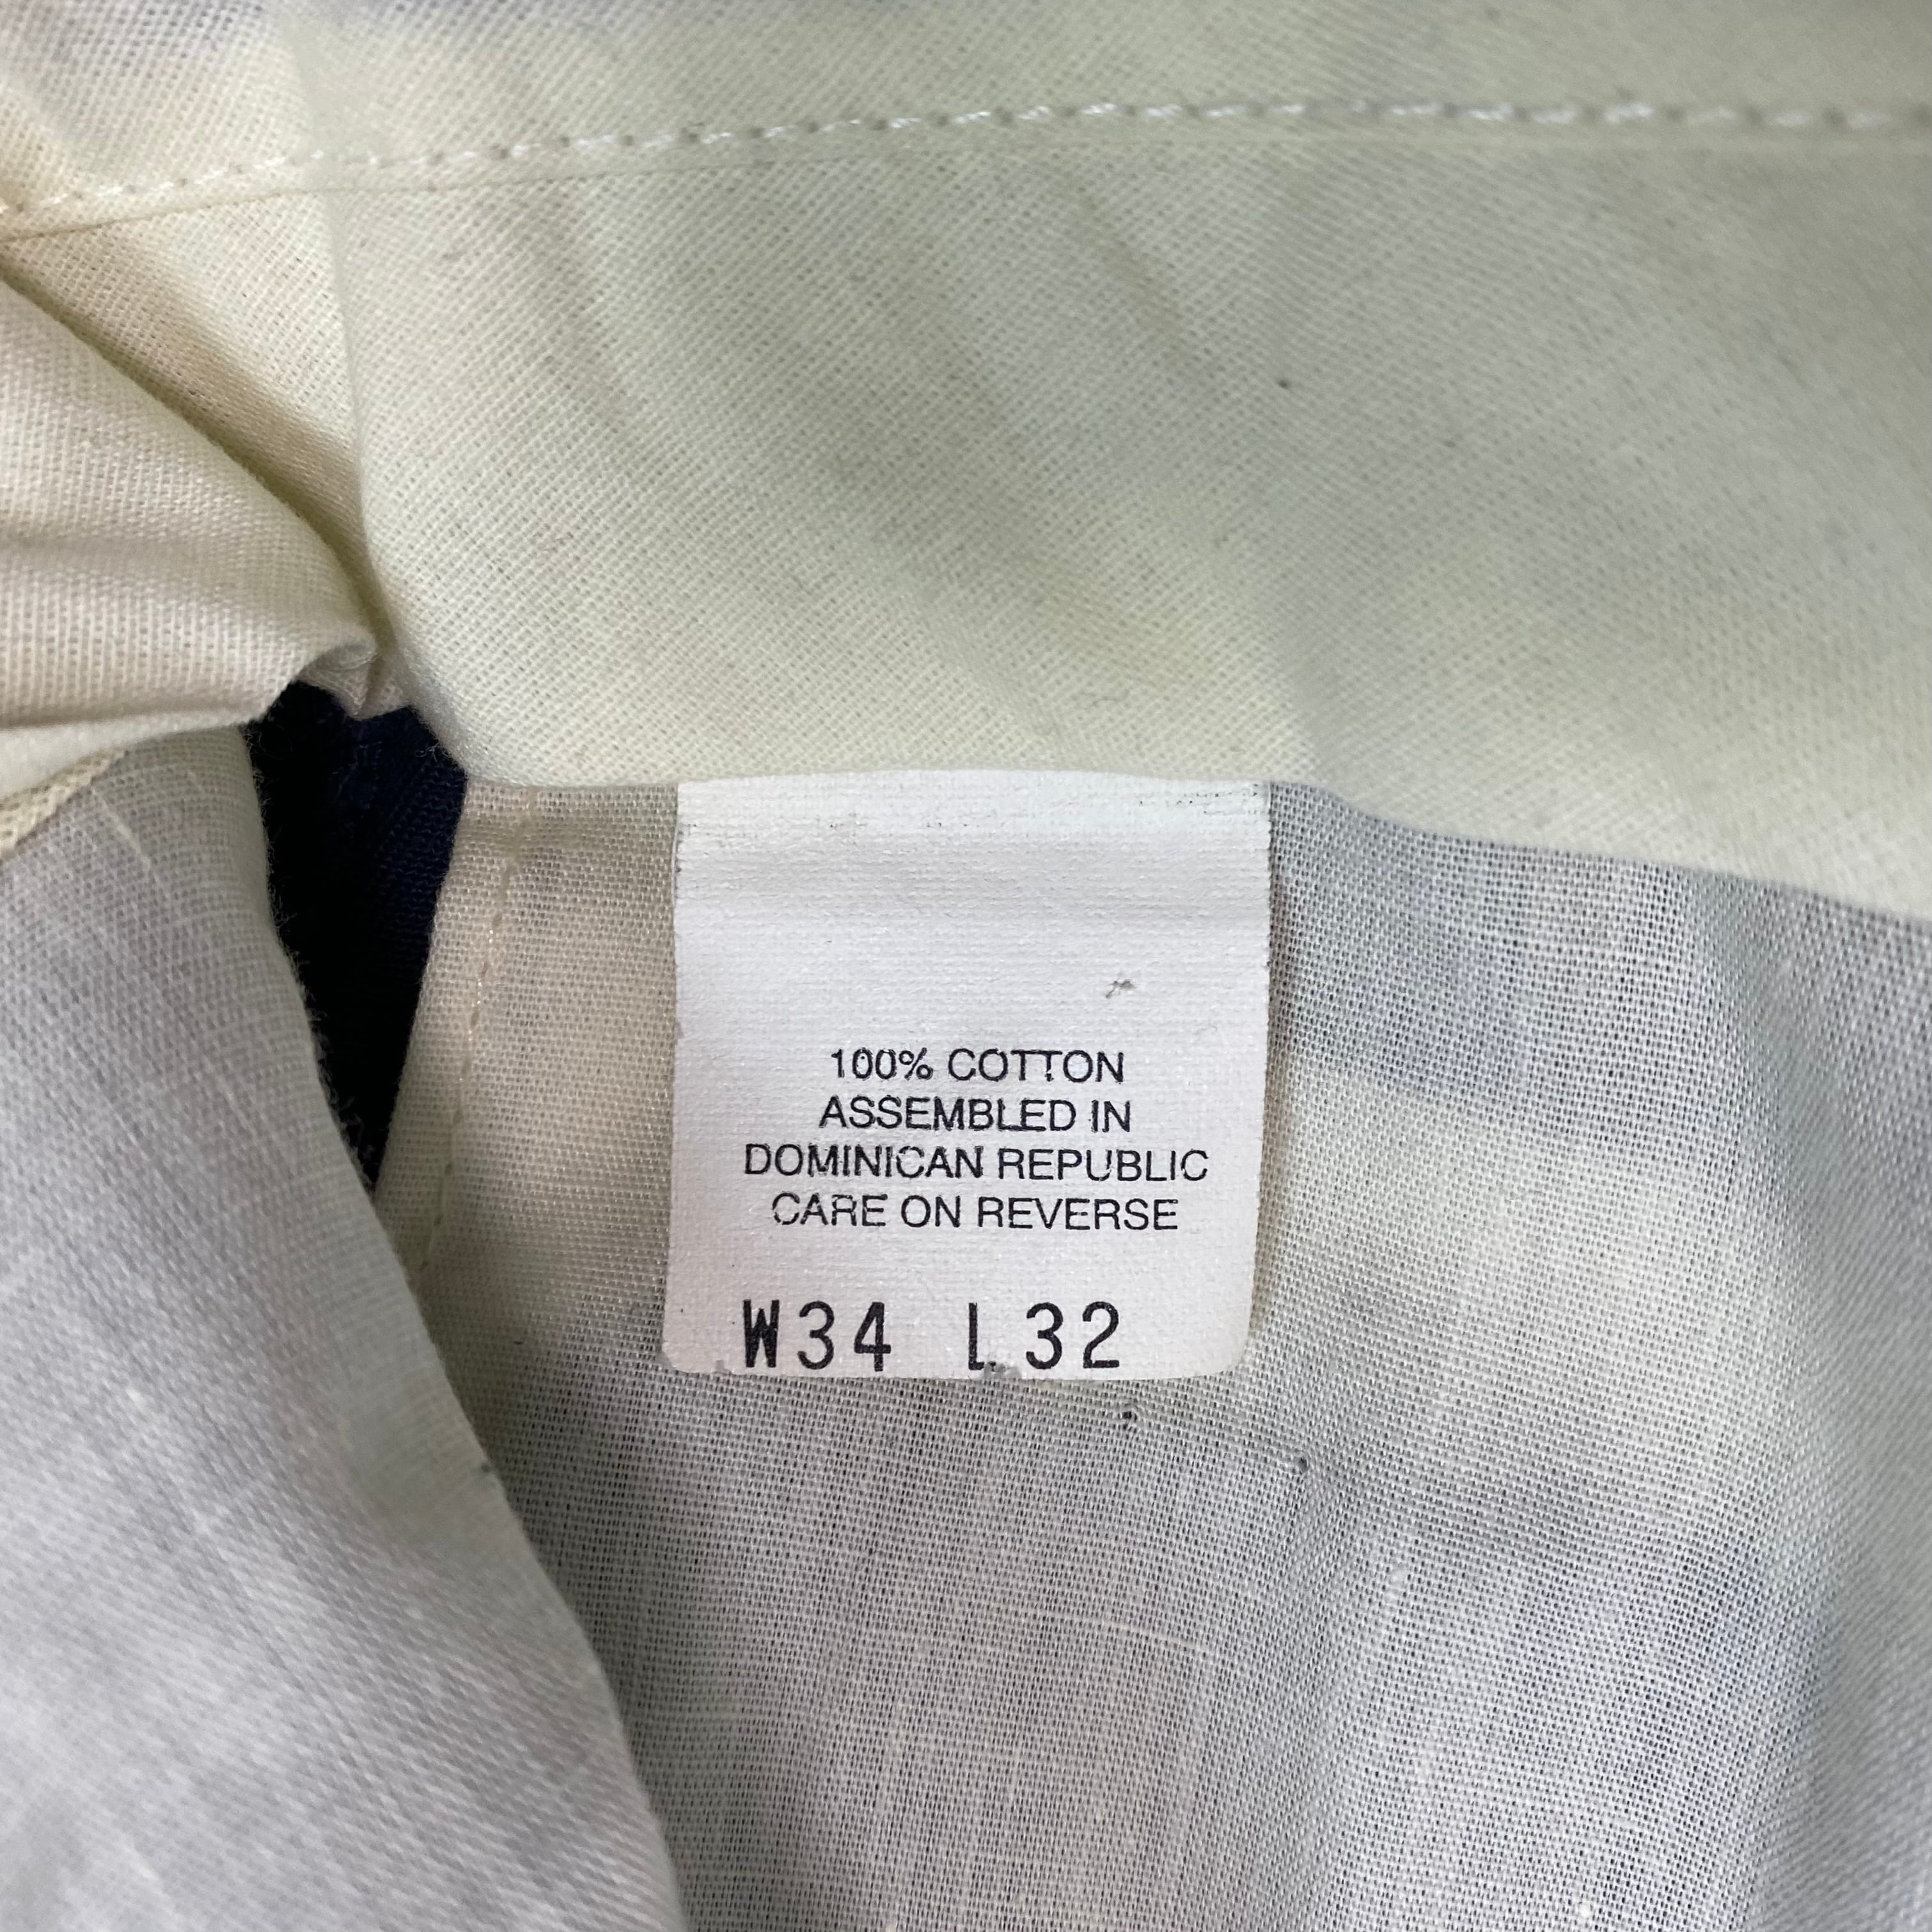 100% COTTON
ASSEMBLED IN
DOMINICAN REPUBLIC
CARE ON REVERSE
W34 L32